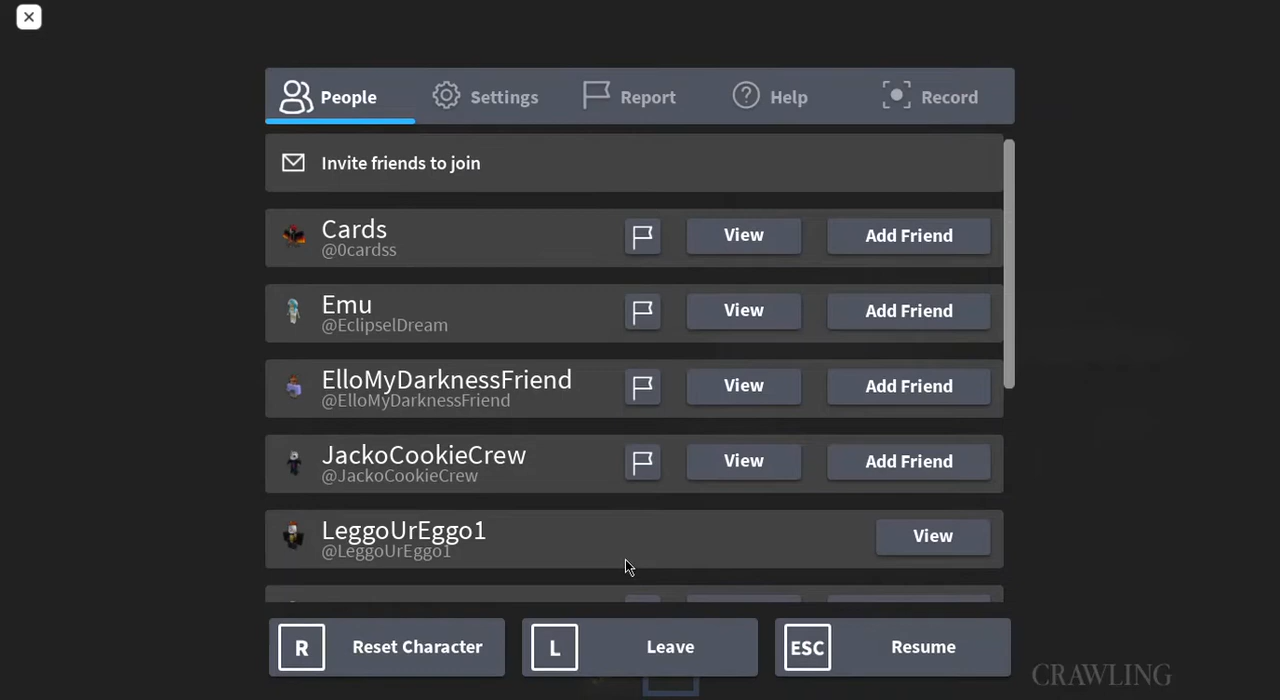 People
Settings
Report
Help
Record
Invite friends to join
Cards
@0cardss
View
Add Friend
Emu
@EclipselDream
View
Add Friend
ElloMyDarknessFriend
@ElloMyDarknessFriend
View
Add Friend
JackoCookieCrew
@JackoCookieCrew
View
Add Friend
LeggoUrEggo1
@LeggoUrEggo1
View
R Reset Character
L Leave
ESC Resume
CRAWLING